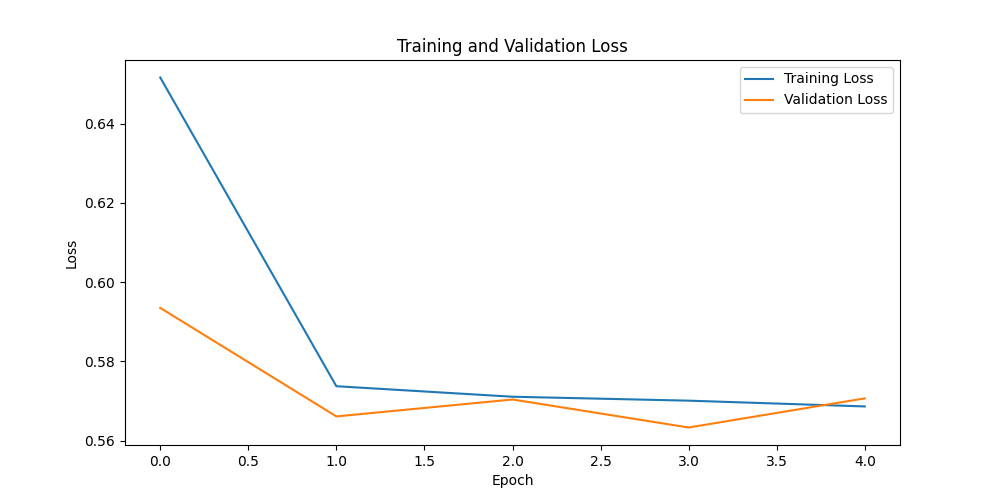 Training and Validation Loss
Training Loss
Validation Loss
Loss
0.64
0.62
0.60
0.58
0.56
0.0 0.5 1.0 1.5 2.0 2.5 3.0 3.5 4.0
Epoch